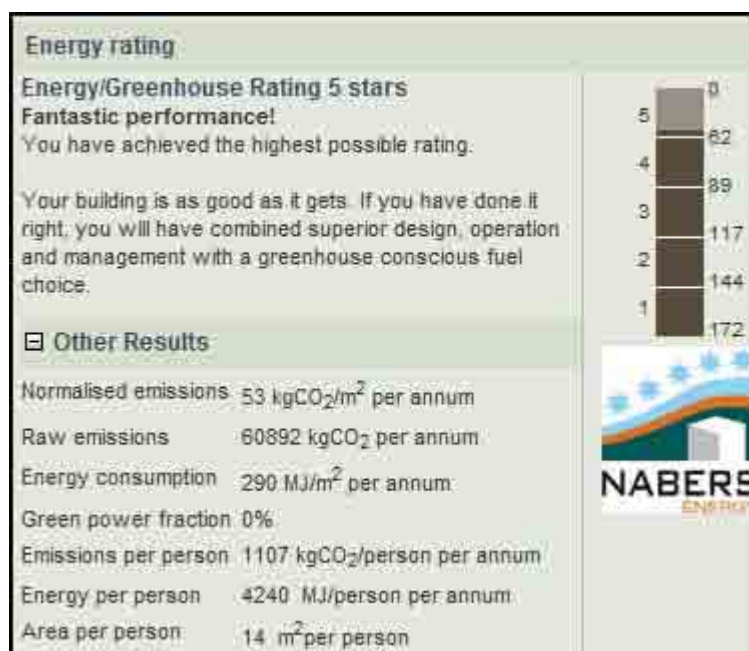 Energy rating
Energy/Greenhouse Rating 5 stars
Fantastic performance!
You have achieved the highest possible rating.
Your building is as good as it gets. If you have done it
right, you will have combined superior design, operation
and management with a greenhouse conscious fuel
choice.
Other Results
Normalised emissions 53 kgCO2/m² per annum
Raw emissions 60892 kgCO2 per annum
Energy consumption 290 MJ/m² per annum
Green power fraction 0%
Emissions per person 1107 kgCO2/person per annum
Energy per person 4240 MJ/person per annum
Area per person 14 m²per person
0
5
62
4
89
3
117
2
144
1
172
NABERS
ENERGY